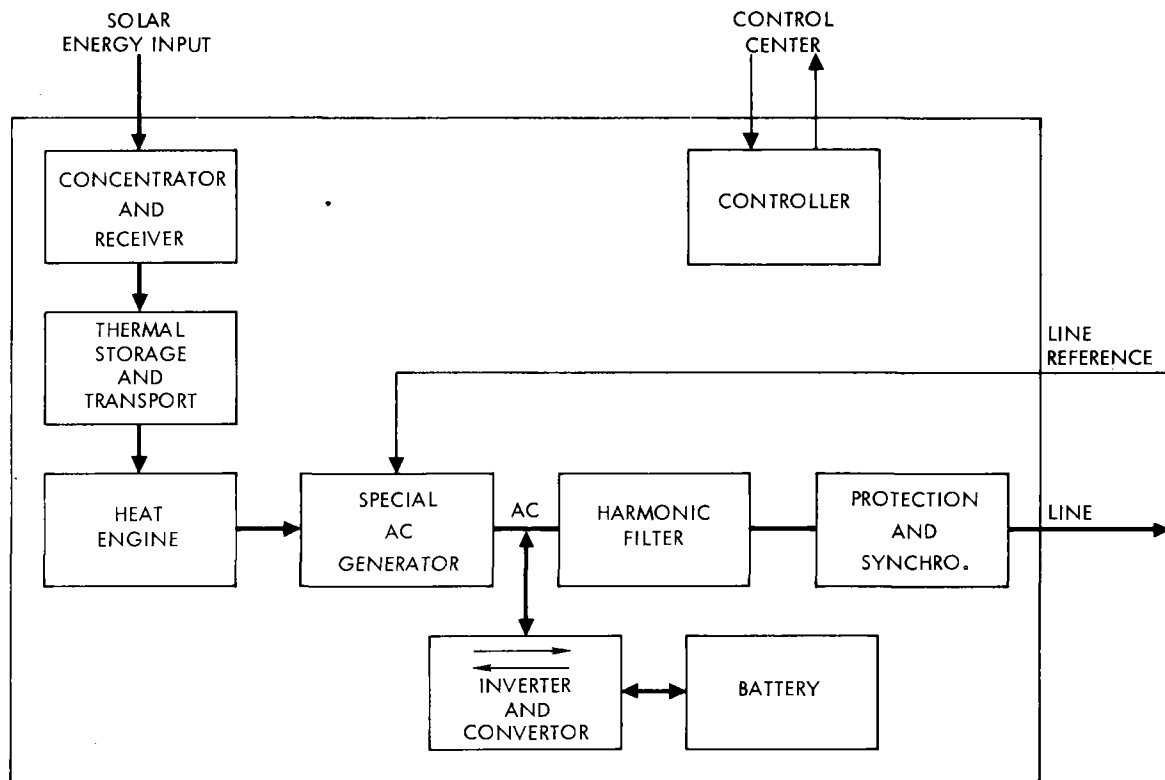 SOLAR
ENERGY INPUT
CONTROL
CENTER
CONCENTRATOR
AND
RECEIVER
CONTROLLER
THERMAL
STORAGE
AND
TRANSPORT
LINE
REFERENCE
HEAT
ENGINE
SPECIAL
AC
GENERATOR
AC
HARMONIC
FILTER
PROTECTION
AND
SYNCHRO.
LINE
INVERTER
AND
CONVERTOR
BATTERY